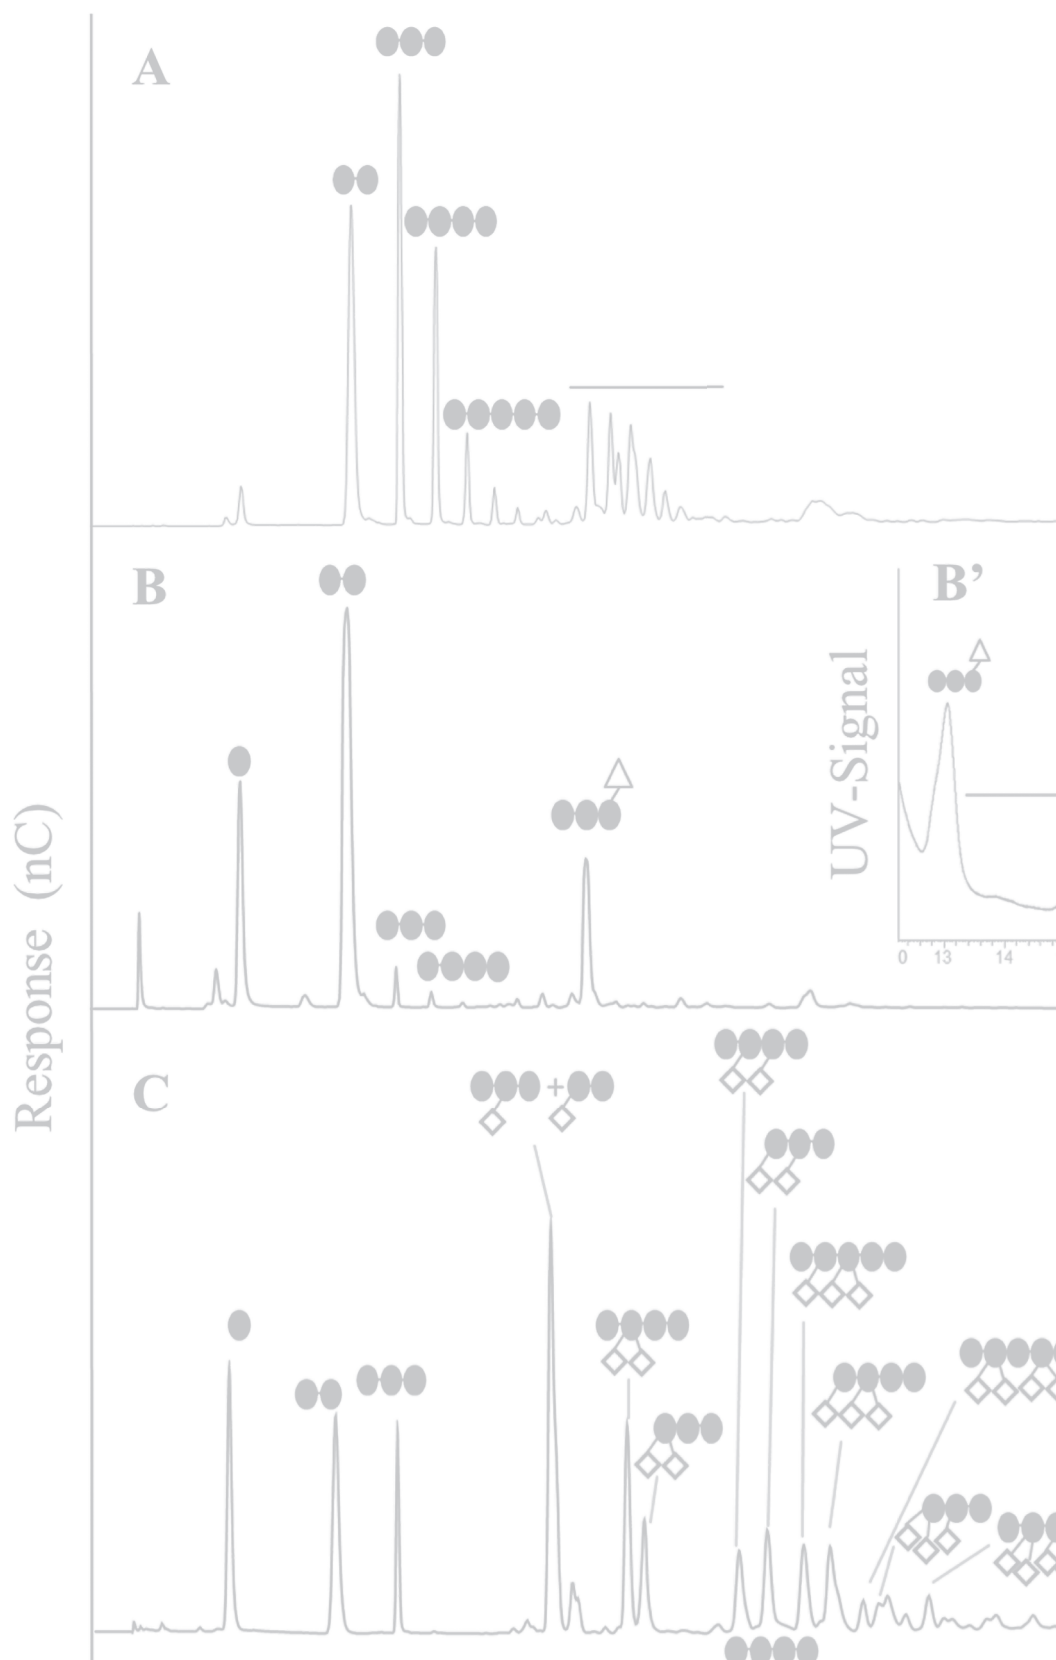 A
B
B’
UV-Signal
0 13 14
Response (nC)
C
+